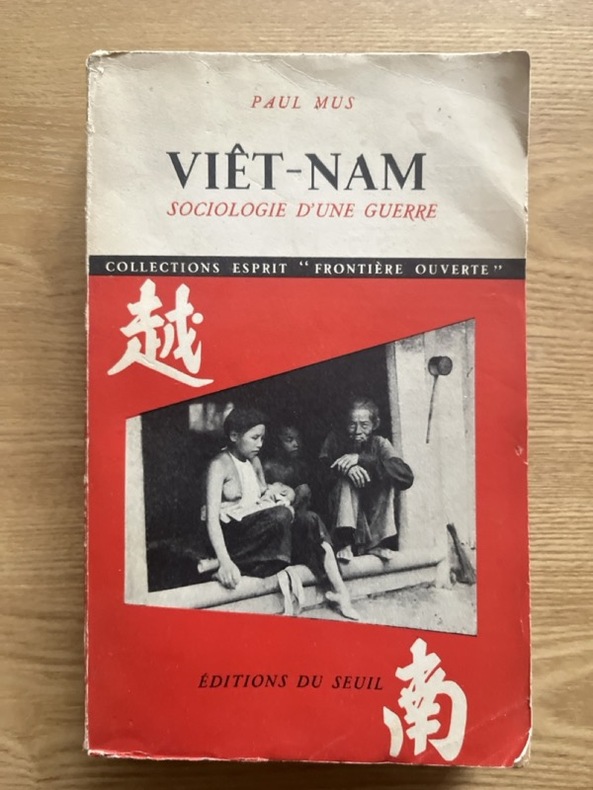 PAUL MUS
VIÊT-NAM
SOCIOLOGIE D'UNE GUERRE
COLLECTIONS ESPRIT “FRONTIÈRE OUVERTE”
越
ÉDITIONS DU SEUIL
南